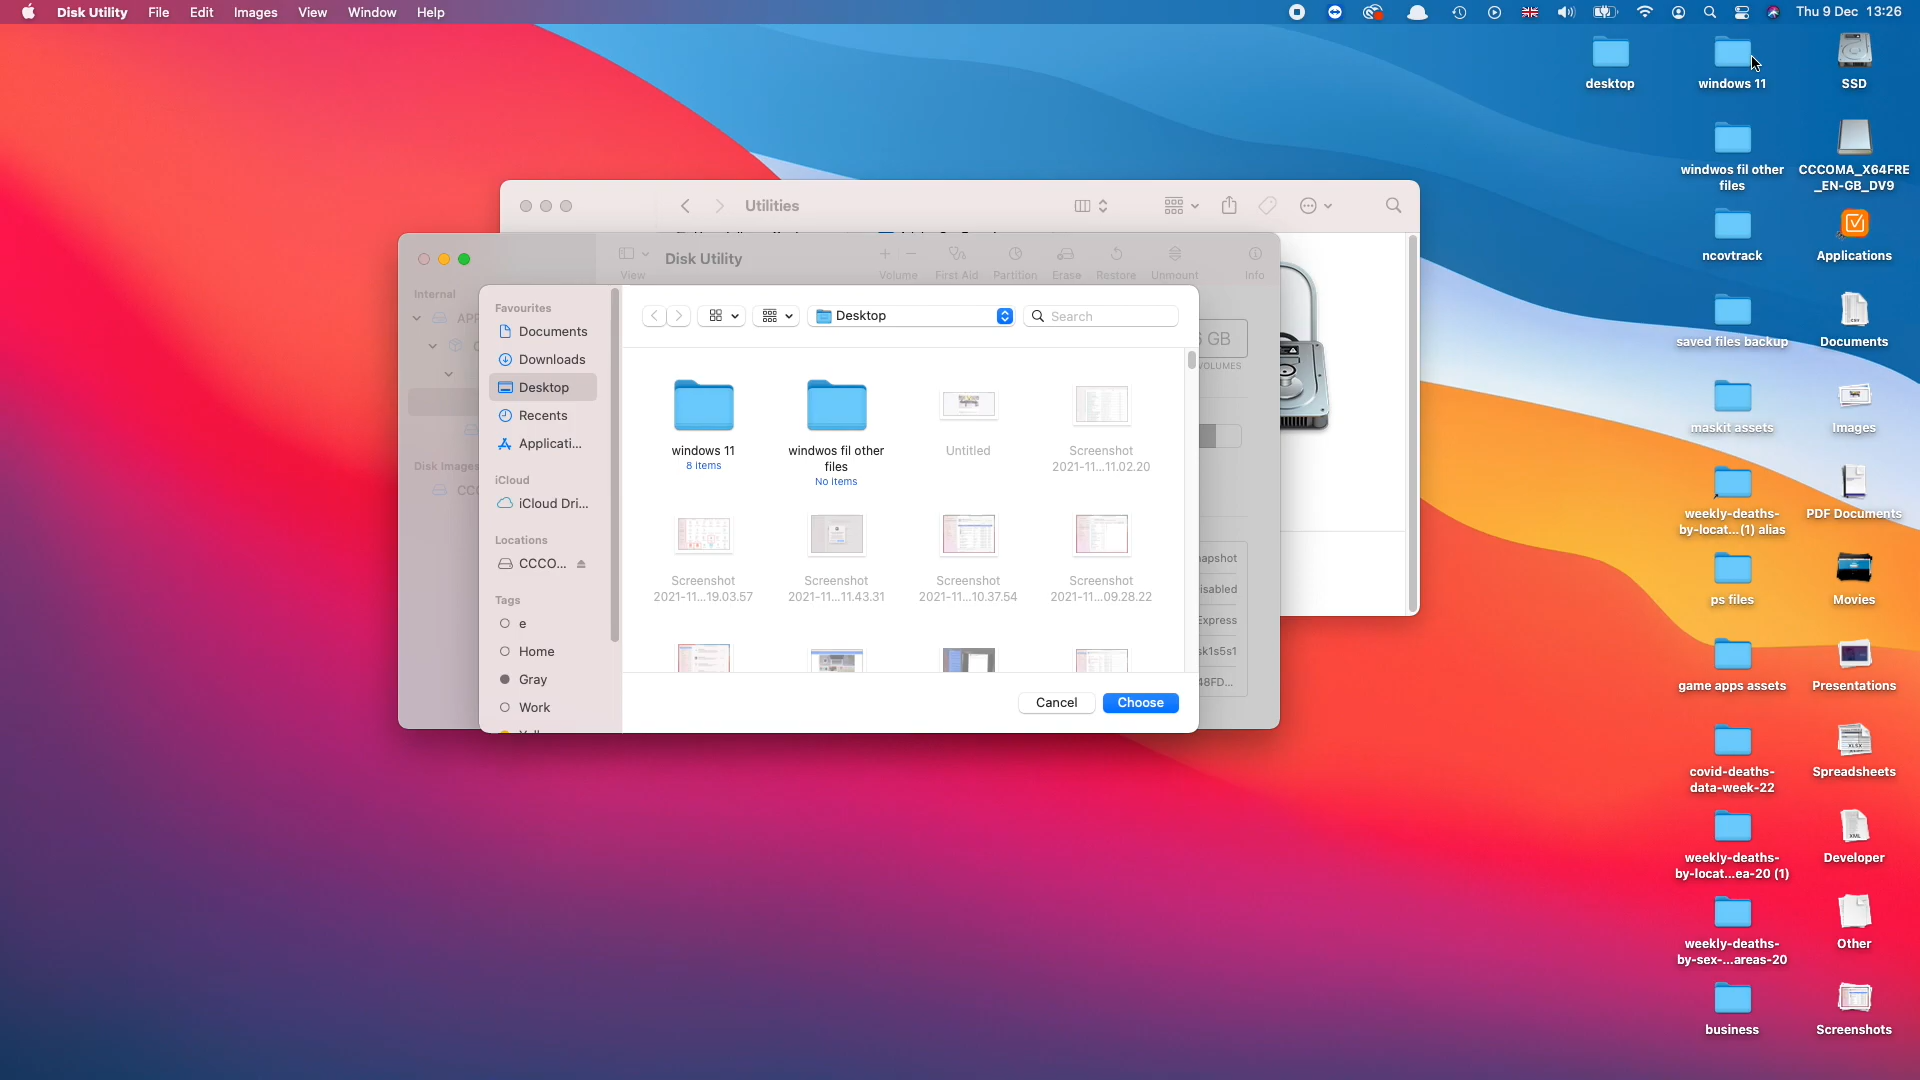 Disk Utility File Edit Images View Window Help
Thu 9 Dec 13:26
desktop
windows 11
SSD
windwos fil other
files
CCCOMA_X64FRE
_EN-GB_DV9
ncovtrack
Applications
saved files backup
Documents
maskit assets
Images
weekly-deaths-
by-locat...(1) alias
PDF Documents
ps files
Movies
game apps assets
Presentations
covid-deaths-
data-week-22
Spreadsheets
weekly-deaths-
by-locat...ea-20 (1)
Developer
weekly-deaths-
by-sex-...areas-20
Other
business
Screenshots
Utilities
Disk Utility
View
Volume First Aid Partition Erase Restore Unmount Info
Internal
Disk Images
GB
VOLUMES
isabled
Express
sk1s5s1
48FD...
Favourites
Documents
Downloads
Desktop
Recents
Applicati...
iCloud
iCloud Dri...
Locations
CCCO...
Tags
e
Home
Gray
Work
Desktop
Search
windows 11
8 items
windwos fil other
files
No items
Untitled
Screenshot
2021-11...11.02.20
Screenshot
2021-11...19.03.57
Screenshot
2021-11...11.43.31
Screenshot
2021-11...10.37.54
Screenshot
2021-11...09.28.22
Cancel
Choose